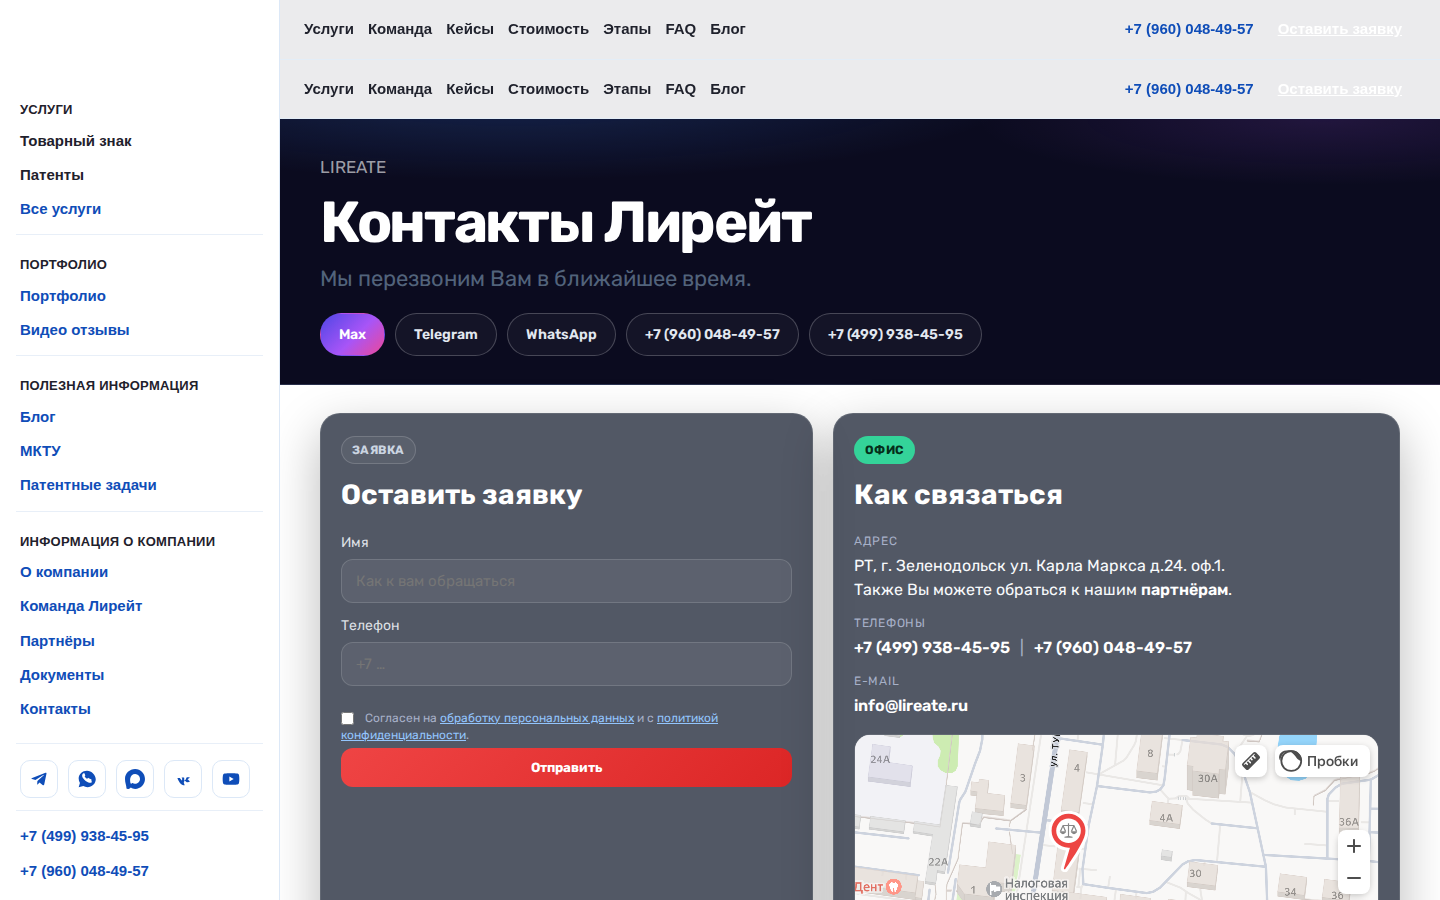 УСЛУГИ
Товарный знак
Патенты
Все услуги
ПОРТФОЛИО
Портфолио
Видео отзывы
ПОЛЕЗНАЯ ИНФОРМАЦИЯ
Блог
МКТУ
Патентные задачи
ИНФОРМАЦИЯ О КОМПАНИИ
О компании
Команда Лирейт
Партнёры
Документы
Контакты
+7 (499) 938-45-95
+7 (960) 048-49-57
Услуги Команда Кейсы Стоимость Этапы FAQ Блог +7 (960) 048-49-57 Оставить заявку
Услуги Команда Кейсы Стоимость Этапы FAQ Блог +7 (960) 048-49-57 Оставить заявку
LIREATE
Контакты Лирейт
Мы перезвоним Вам в ближайшее время.
Max Telegram WhatsApp +7 (960) 048-49-57 +7 (499) 938-45-95
ЗАЯВКА
Оставить заявку
Имя
Как к вам обращаться
Телефон
+7 ...
Согласен на обработку персональных данных и с политикой
конфиденциальности.
Отправить
ОФИС
Как связаться
АДРЕС
РТ, г. Зеленодольск ул. Карла Маркса д.24. оф.1.
Также Вы можете обраться к нашим партнёрам.
ТЕЛЕФОНЫ
+7 (499) 938-45-95 | +7 (960) 048-49-57
E-MAIL
info@lireate.ru
Пробки
24А
3
4
8
30А
4А
36А
22А
30
Дент
1
Налоговая
инспекция
34
36